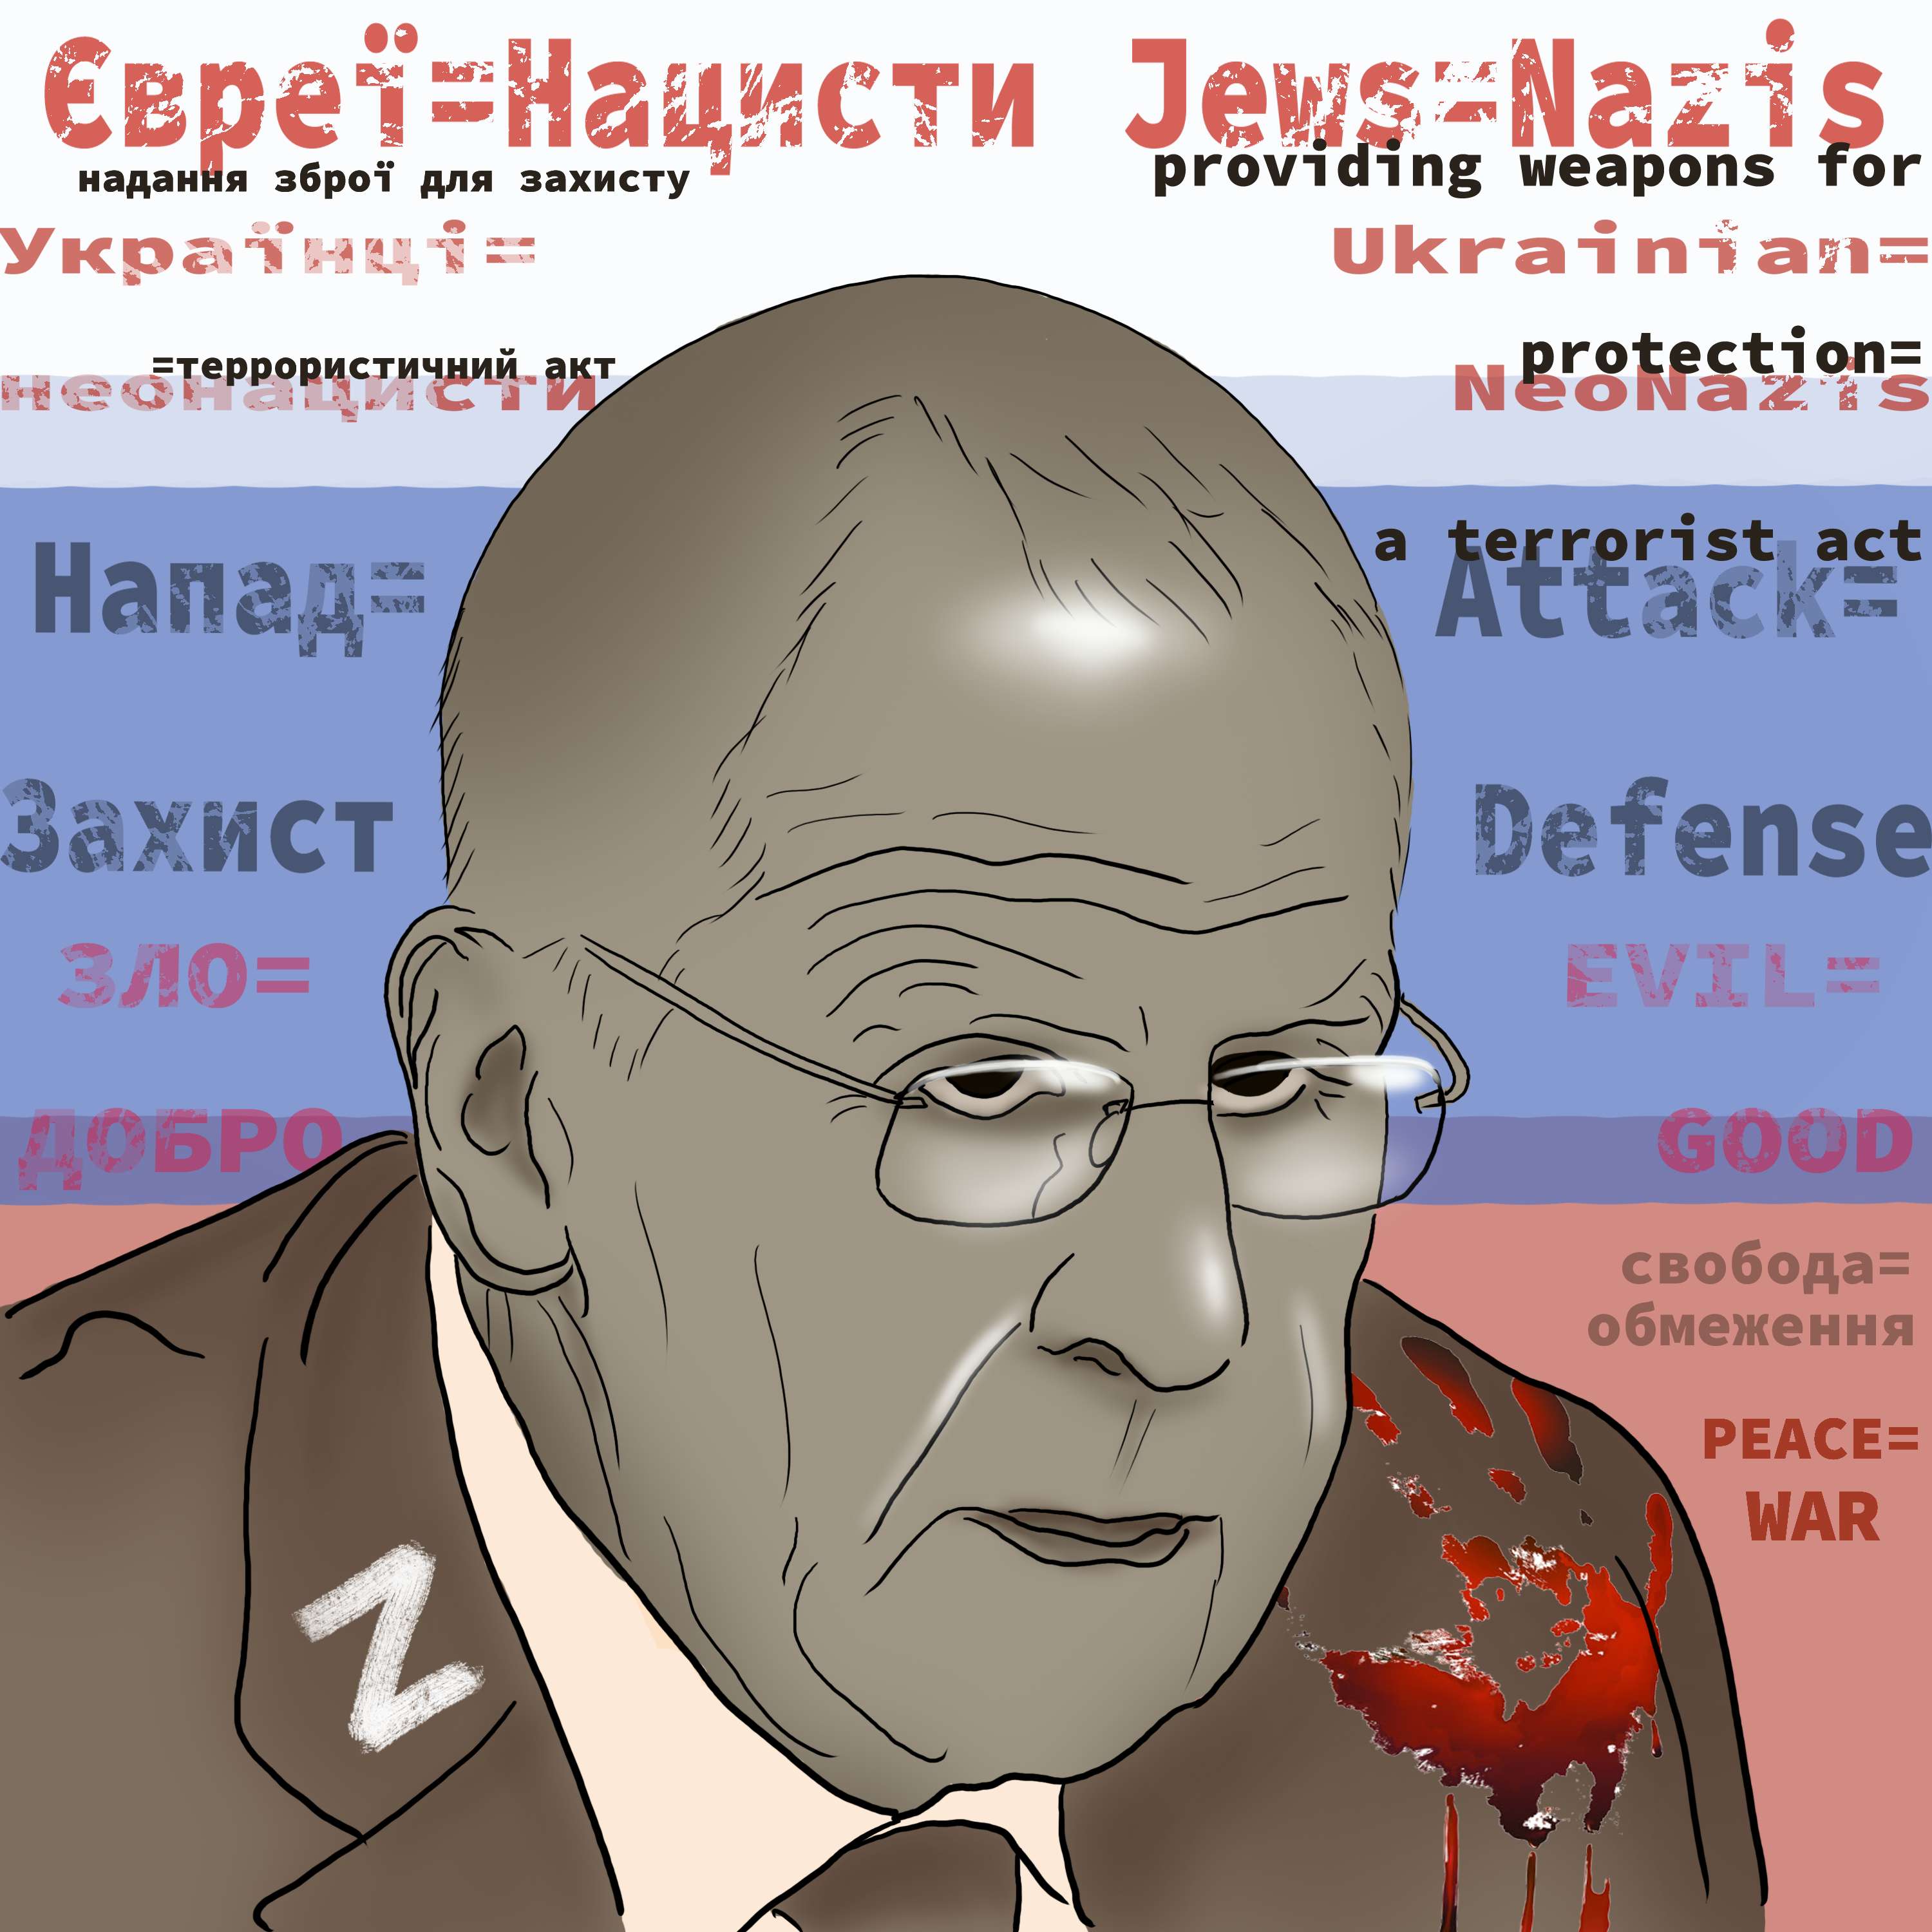 Євреї=Нацисти
надання зброї для захисту
Українці=
=террористичний акт
неонацисти
Напад=
Захист
ЗЛО=
ДОБРО
Jews=Nazis
providing weapons for
Ukrainian=
protection=
NeoNazis
a terrorist act
Attack=
Defense
EVIL=
GOOD
свобода=
обмеження
PEACE=
WAR
Z